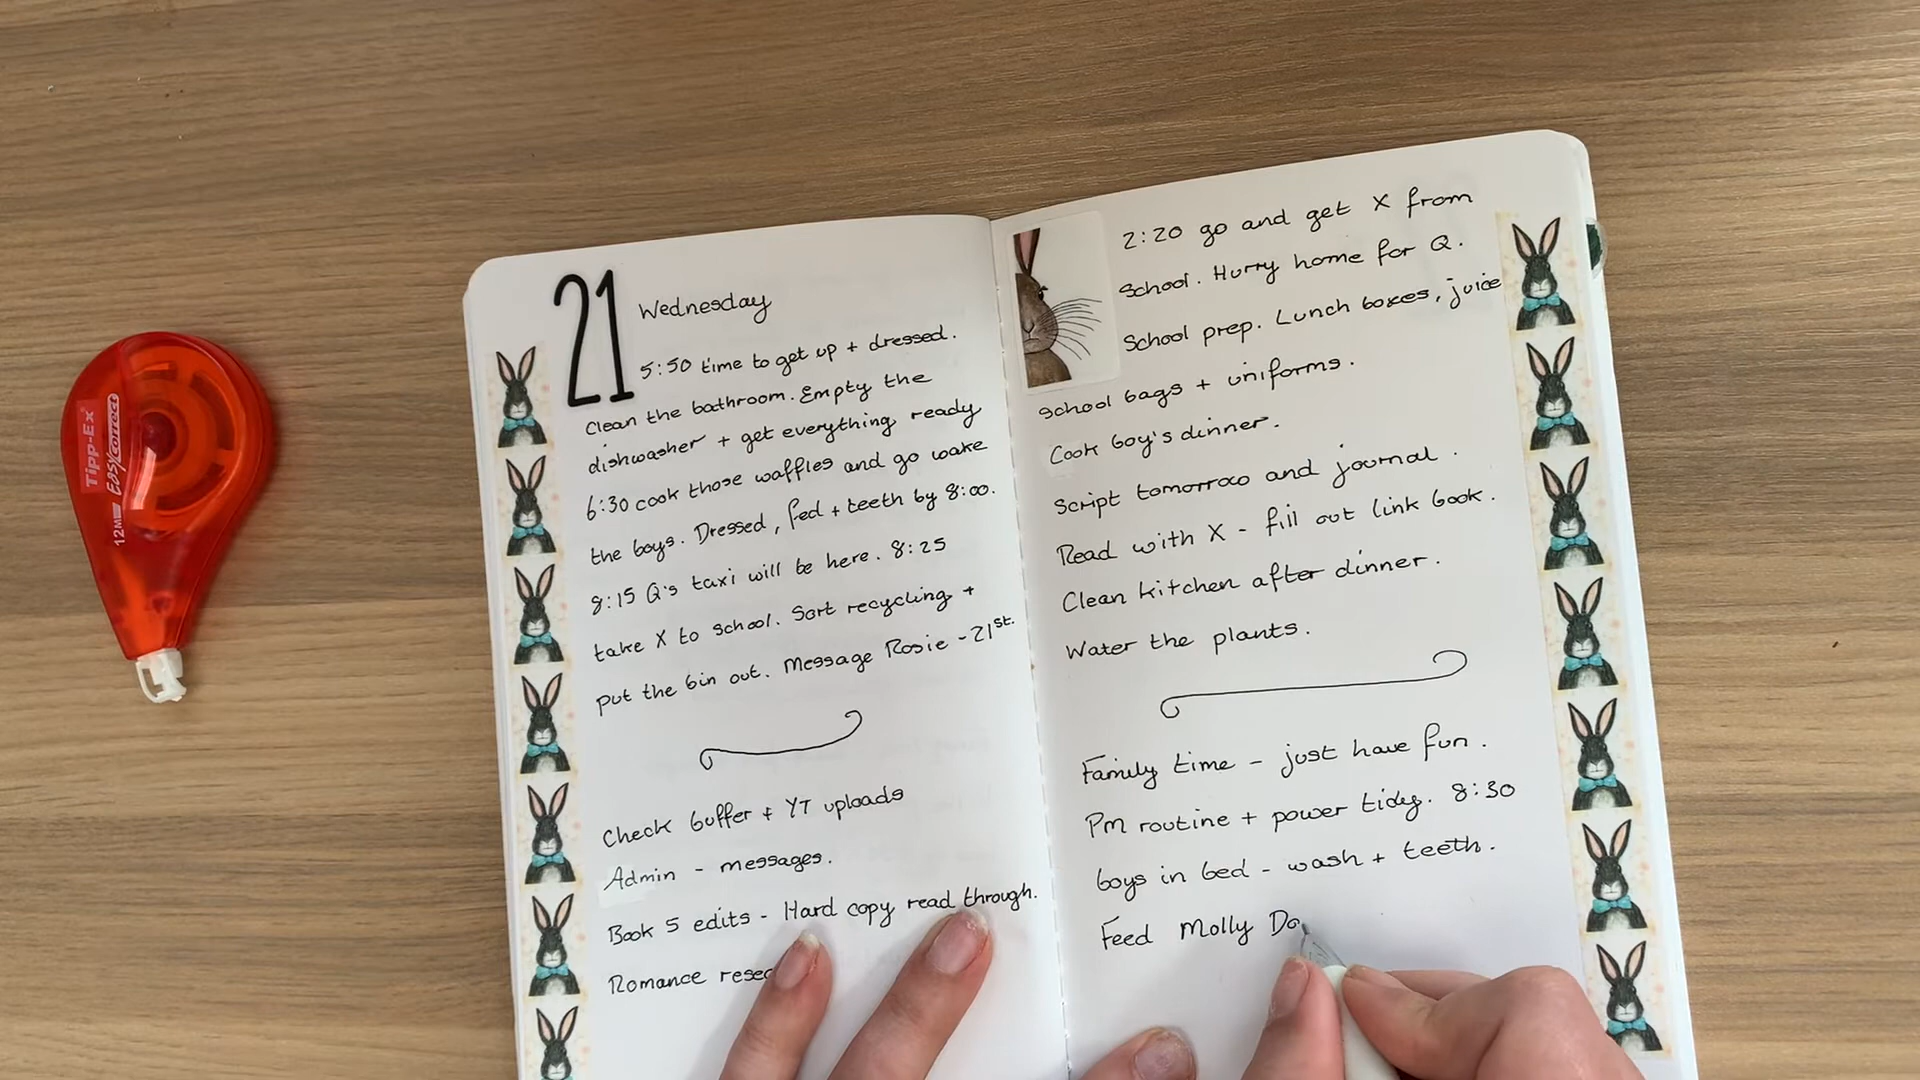 Tipp-Ex
Easy correct
12M
21
Wednesday
5:50 time to get up + dressed.
Clean the bathroom. Empty the
dishwasher + get everything ready
6:30 cook those waffles and go wake
the boys. Dressed, fed + teeth by 8:00.
8:15 Q's taxi will be here. 8:25
take X to school. Sort recycling +
put the bin out. Message Rosie - 21st.
Check buffer + YT uploads
Admin - messages.
Book 5 edits - Hard copy read through.
Romance
2:20 go and get X from
School. Hurry home for Q.
School prep. Lunch boxes, juice
School bags + uniforms.
Cook boy's dinner.
Script tomorrow and journal.
Read with X - fill out link book.
Clean kitchen after dinner.
Water the plants.
Family time - just have fun.
PM routine + power tidy. 8:30
boys in bed - wash + teeth.
Feed Molly Do